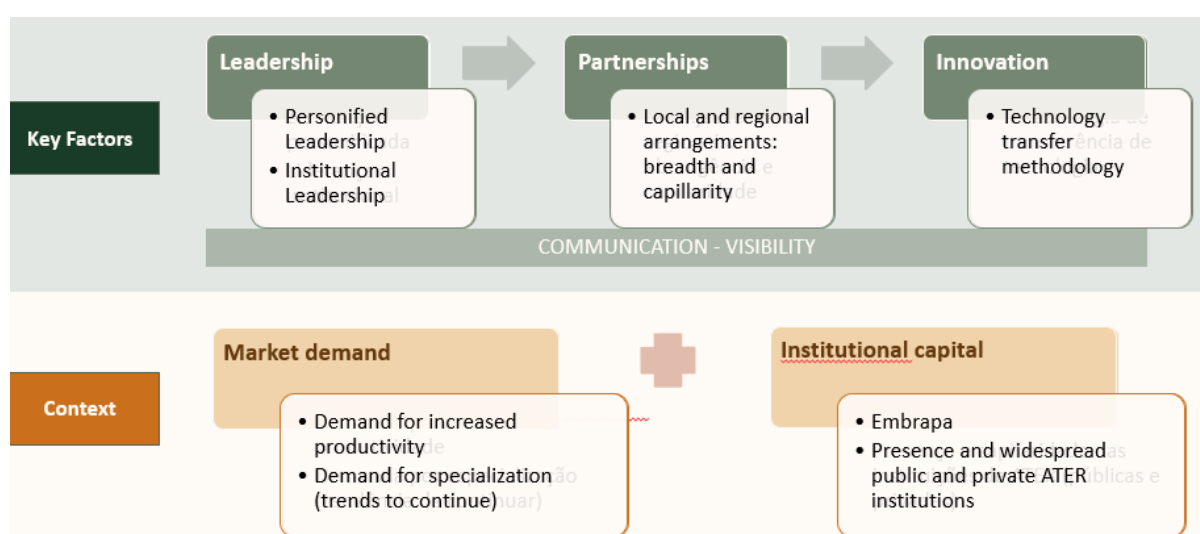 Leadership
Partnerships
Innovation
Key Factors
• Personified
Leadership
• Institutional
Leadership
• Local and regional
arrangements:
breadth and
capillarity
• Technology
transfer
methodology
COMMUNICATION - VISIBILITY
Market demand
Institutional capital
Context
• Demand for increased
productivity
• Demand for specialization
(trends to continue)
• Embrapa
• Presence and widespread
public and private ATER
institutions